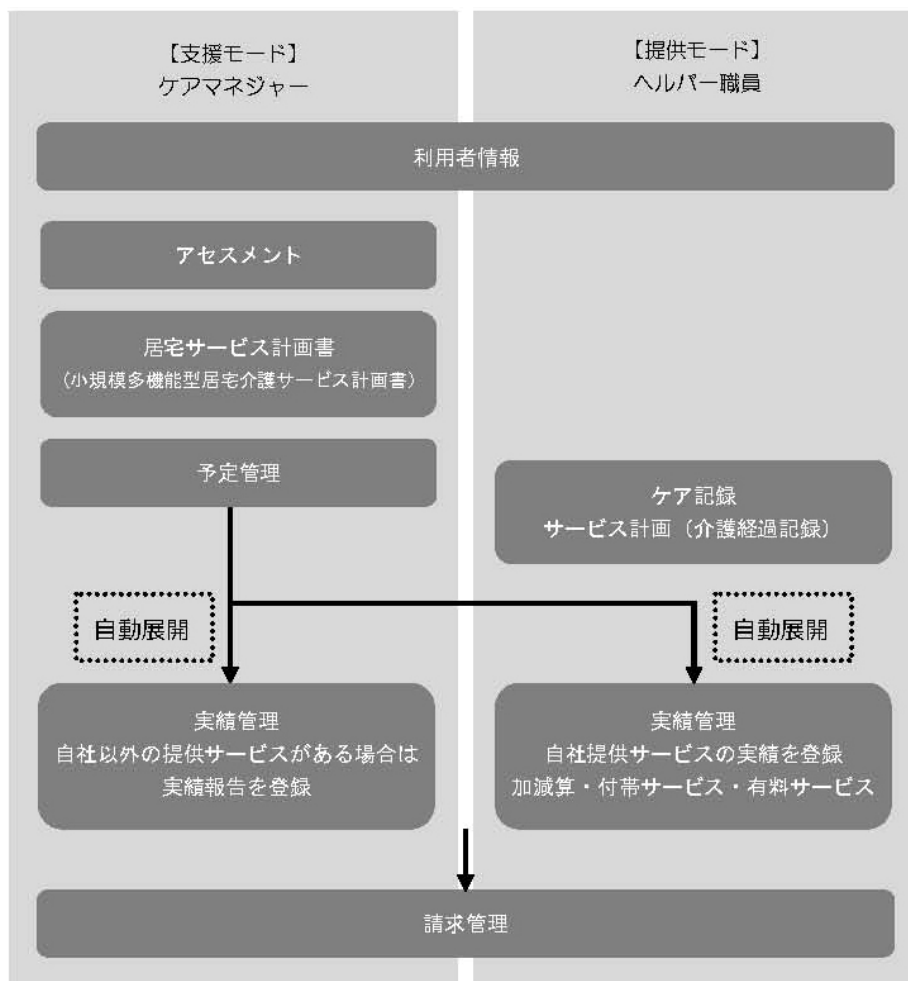 【支援モード】
ケアマネジャー
【提供モード】
ヘルパー職員
利用者情報
アセスメント
居宅サービス計画書
（小規模多機能型居宅介護サービス計画書）
予定管理
ケア記録
サービス計画（介護経過記録）
自動展開
自動展開
実績管理
自社以外の提供サービスがある場合は
実績報告を登録
実績管理
自社提供サービスの実績を登録
加減算・付帯サービス・有料サービス
請求管理